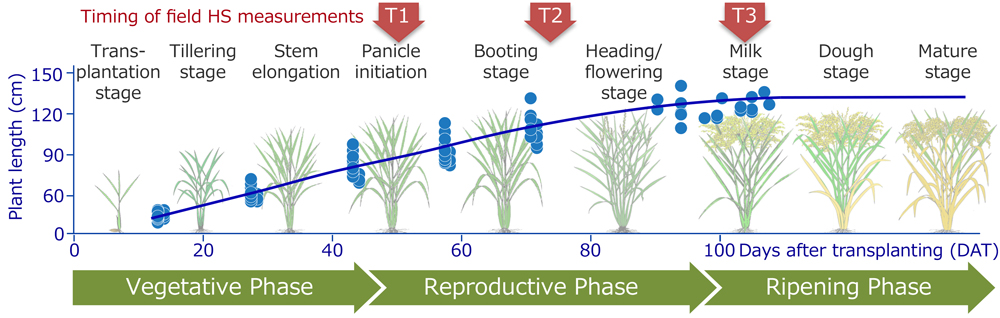 Timing of field HS measurements
T1
T2
T3
Trans-
plantation
stage
Tillering
stage
Stem
elongation
Panicle
initiation
Booting
stage
Heading/
flowering
stage
Milk
stage
Dough
stage
Mature
stage
Plant length (cm)
150
120
90
60
0
0
20
40
60
80
100
Days after transplanting (DAT)
Vegetative Phase
Reproductive Phase
Ripening Phase